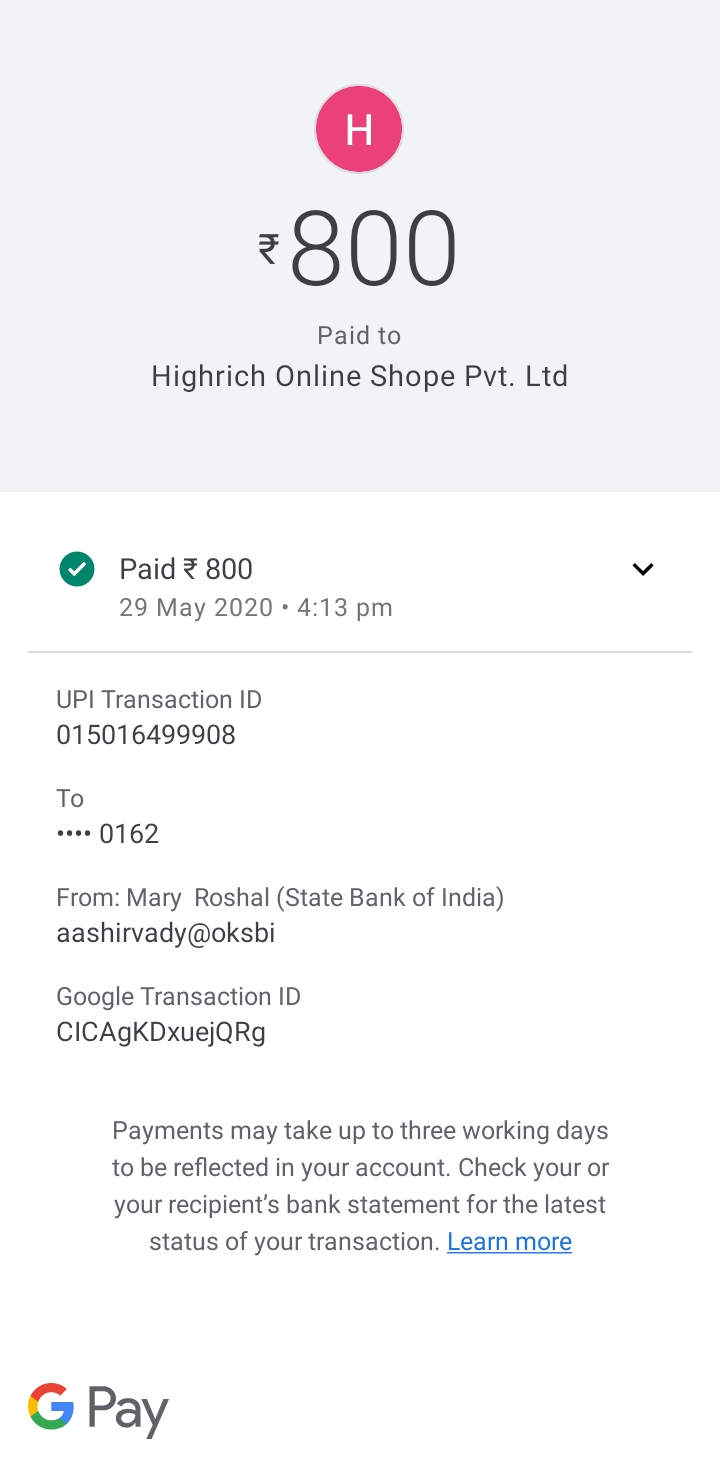 H
₹800
Paid to
Highrich Online Shope Pvt. Ltd
Paid ₹ 800
29 May 2020 • 4:13 pm
UPI Transaction ID
015016499908
To
•••• 0162
From: Mary  Roshal (State Bank of India)
aashirvady@oksbi
Google Transaction ID
CICAgKDxuejQRg
Payments may take up to three working days
to be reflected in your account. Check your or
your recipient's bank statement for the latest
status of your transaction. Learn more
G Pay